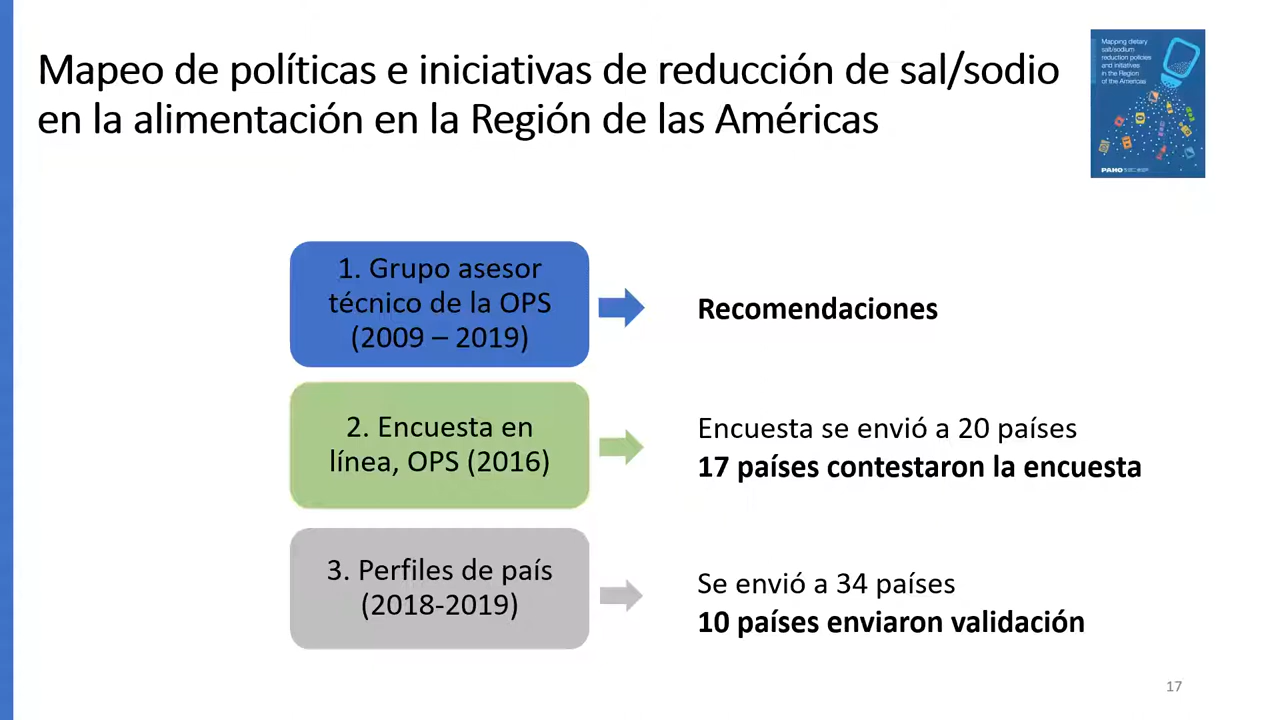 Mapeo de políticas e iniciativas de reducción de sal/sodio
en la alimentación en la Región de las Américas
Mapping dietary
salt/sodium
reduction policies
and initiatives
in the Region
of the Americas
PAHO
1. Grupo asesor
técnico de la OPS
(2009 – 2019)
Recomendaciones
2. Encuesta en
línea, OPS (2016)
Encuesta se envió a 20 países
17 países contestaron la encuesta
3. Perfiles de país
(2018-2019)
Se envió a 34 países
10 países enviaron validación
17